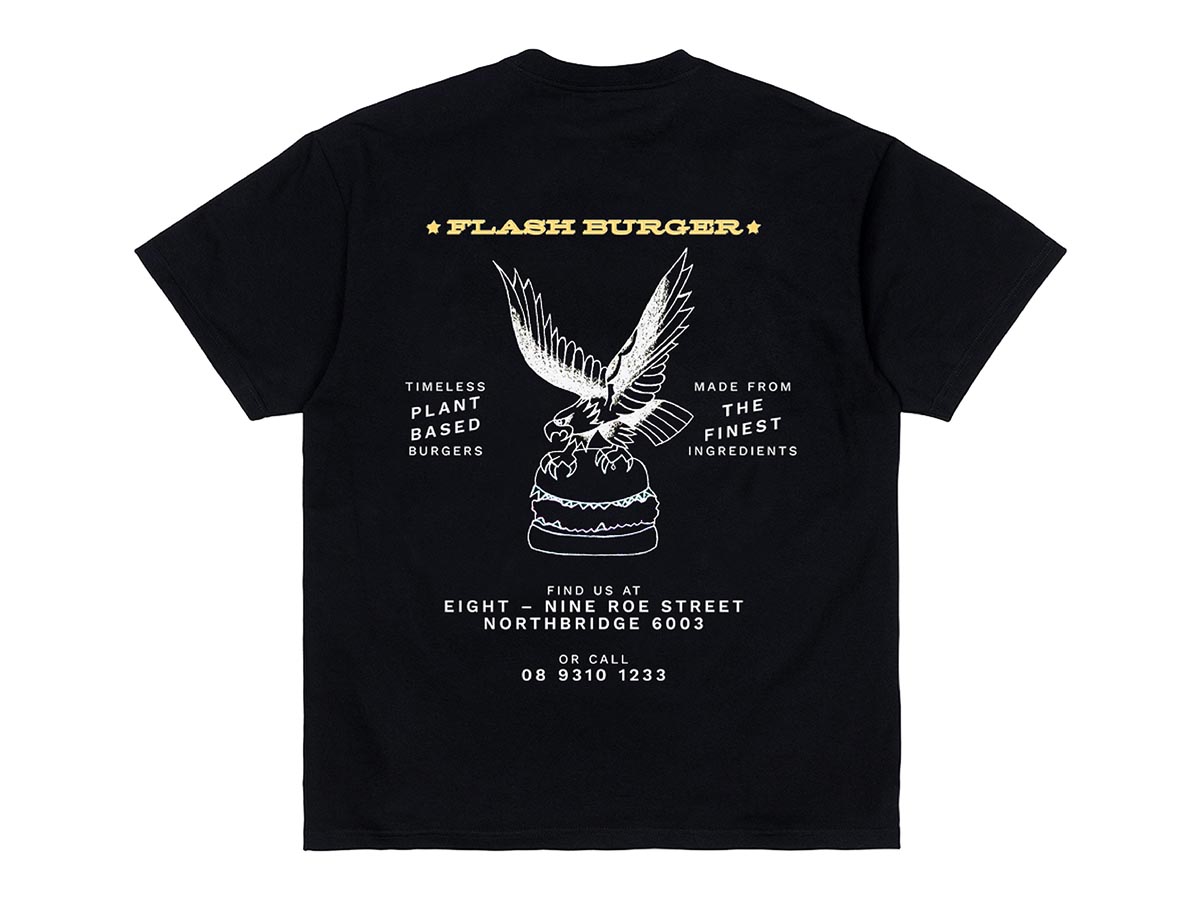 FLASH BURGER
TIMELESS
PLANT
BASED
BURGERS
MADE FROM
THE
FINEST
INGREDIENTS
FIND US AT
EIGHT – NINE ROE STREET
NORTHBRIDGE 6003
OR CALL
08 9310 1233